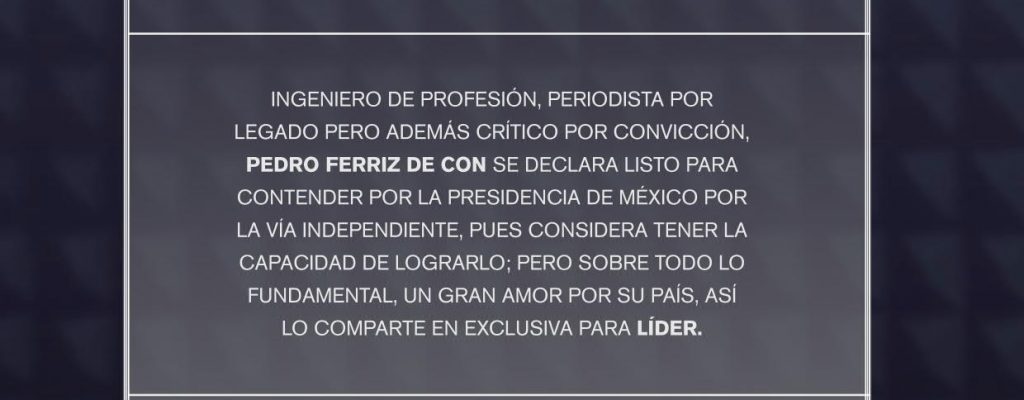 INGENIERO DE PROFESIÓN, PERIODISTA POR
LEGADO PERO ADEMÁS CRÍTICO POR CONVICCIÓN,
PEDRO FERRIZ DE CON SE DECLARA LISTO PARA
CONTENDER POR LA PRESIDENCIA DE MÉXICO POR
LA VÍA INDEPENDIENTE, PUES CONSIDERA TENER LA
CAPACIDAD DE LOGRARLO; PERO SOBRE TODO LO
FUNDAMENTAL, UN GRAN AMOR POR SU PAÍS, ASÍ
LO COMPARTE EN EXCLUSIVA PARA LÍDER.